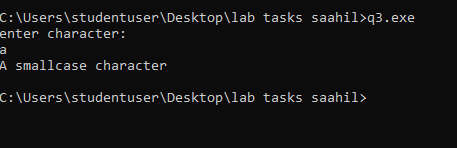 C:\Users\studentuser\Desktop\lab tasks saahil>q3.exe
enter character:
a
A smallcase character
C:\Users\studentuser\Desktop\lab tasks saahil>